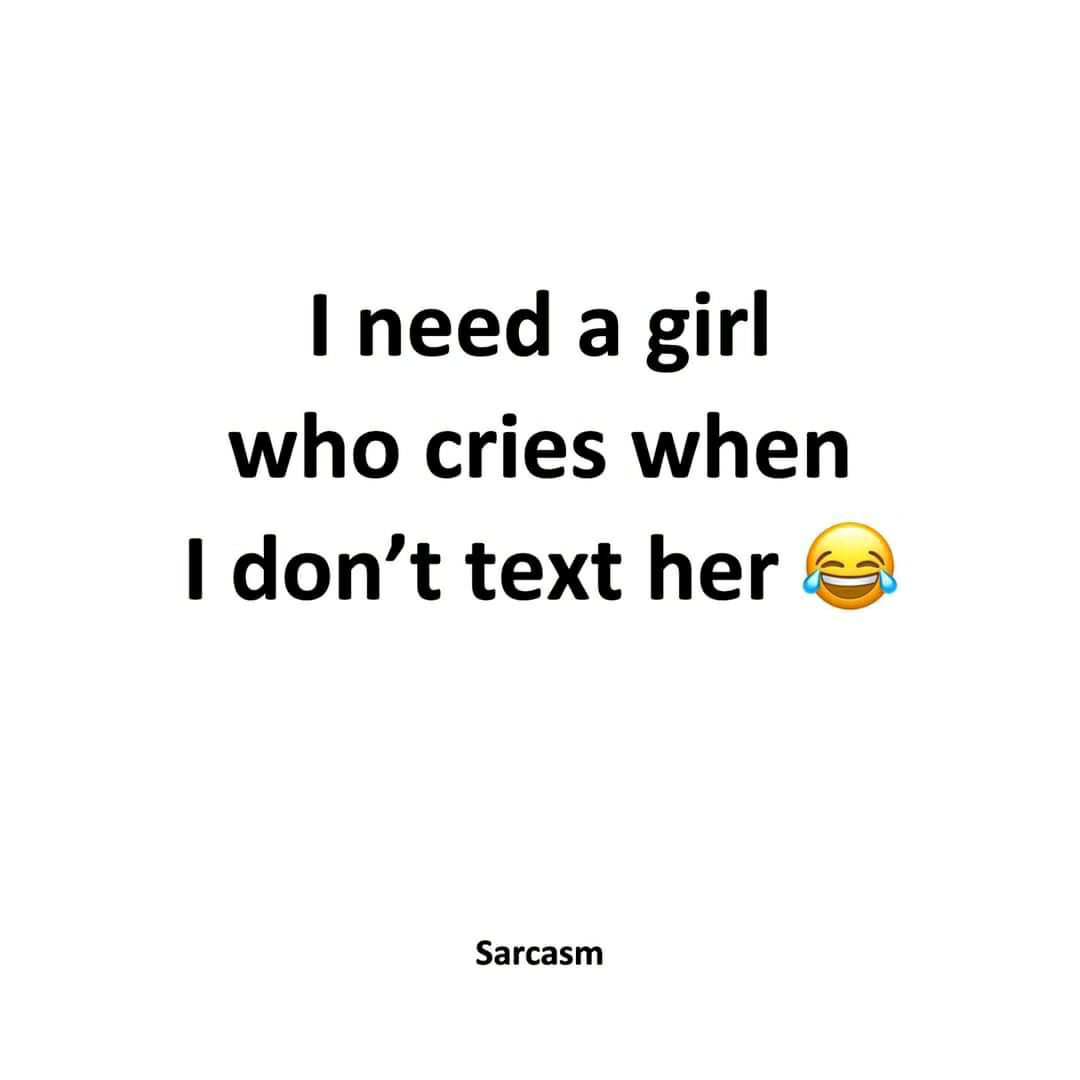 I need a girl
who cries when
I don’t text her 😂
Sarcasm